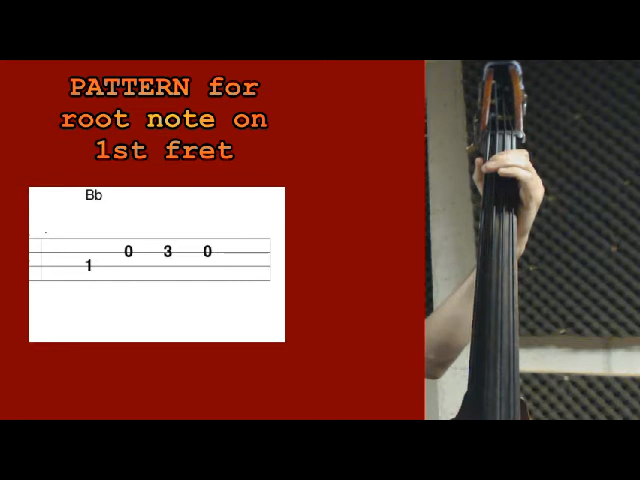 PATTERN for
root note on
1st fret
Bb
0 3 0
1